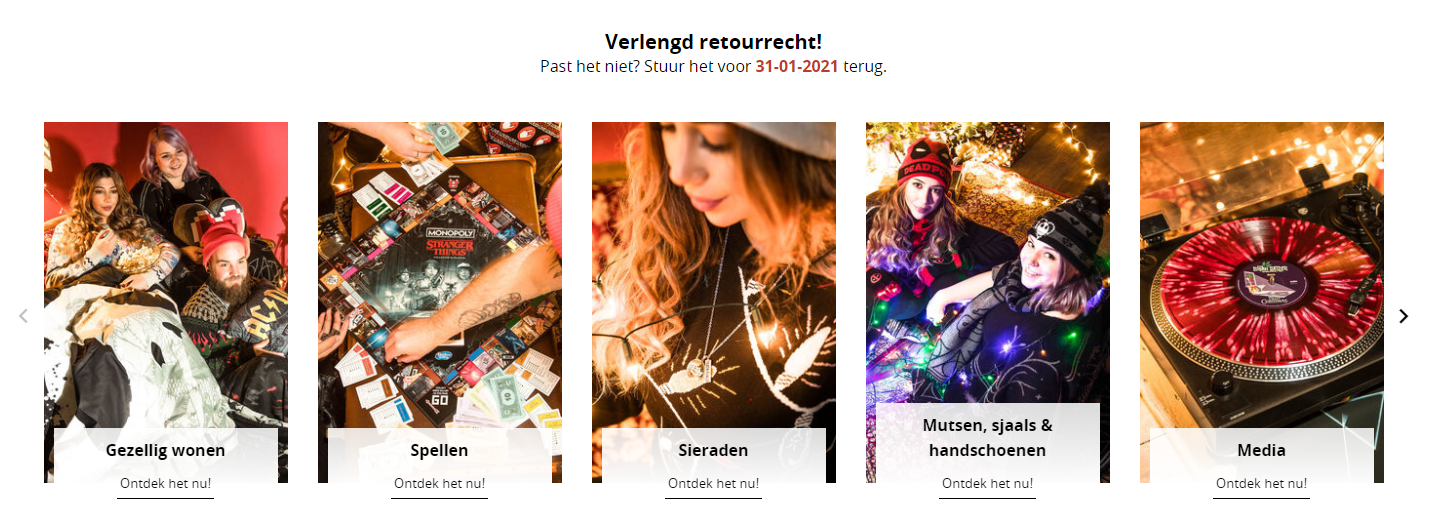 Verlengd retourrecht!
Past het niet? Stuur het voor 31-01-2021 terug.
DEADP
AC/D
MONOPOLY
STRANGER
THINGS
GO
Gezellig wonen
Ontdek het nu!
Spellen
Ontdek het nu!
Sieraden
Ontdek het nu!
Mutsen, sjaals &
handschoenen
Ontdek het nu!
Media
Ontdek het nu!